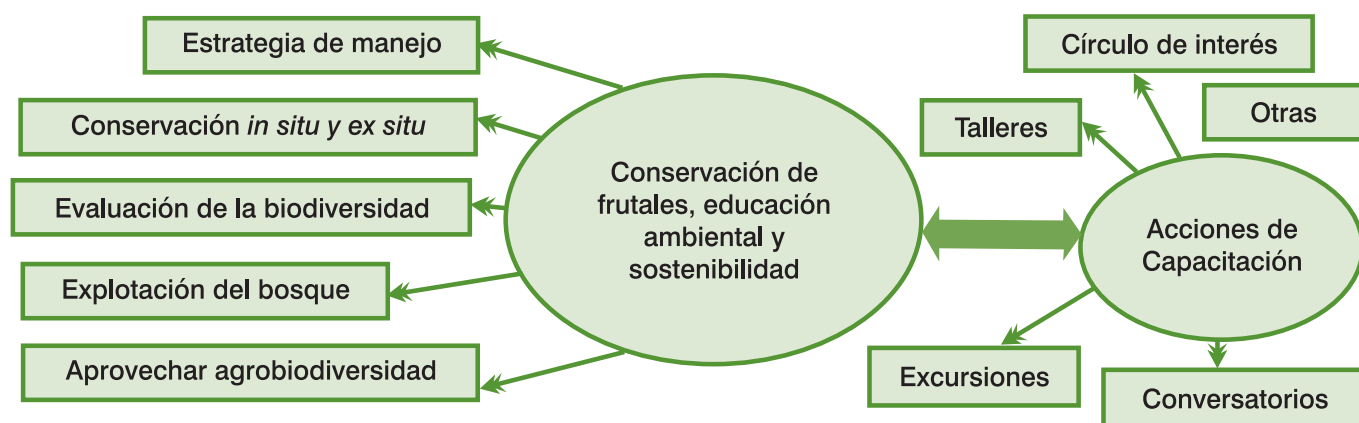 Estrategia de manejo
Conservación in situ y ex situ
Evaluación de la biodiversidad
Explotación del bosque
Aprovechar agrobiodiversidad
Conservación de
frutales, educación
ambiental y
sostenibilidad
Círculo de interés
Otras
Talleres
Acciones de
Capacitación
Excursiones
Conversatorios